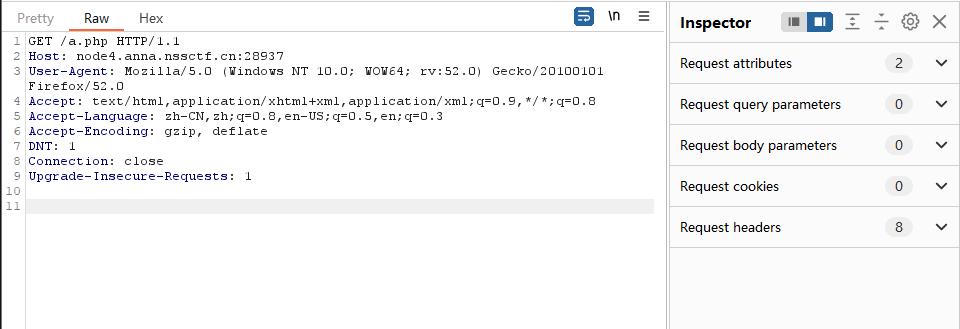 Pretty Raw Hex \n
Inspector
1 GET /a.php HTTP/1.1
2 Host: node4.anna.nssctf.cn:28937
3 User-Agent: Mozilla/5.0 (Windows NT 10.0; WOW64; rv:52.0) Gecko/20100101
Firefox/52.0
4 Accept: text/html,application/xhtml+xml,application/xml;q=0.9,*/*;q=0.8
5 Accept-Language: zh-CN,zh;q=0.8,en-US;q=0.5,en;q=0.3
6 Accept-Encoding: gzip, deflate
7 DNT: 1
8 Connection: close
9 Upgrade-Insecure-Requests: 1
10
11
Request attributes 2
Request query parameters 0
Request body parameters 0
Request cookies 0
Request headers 8